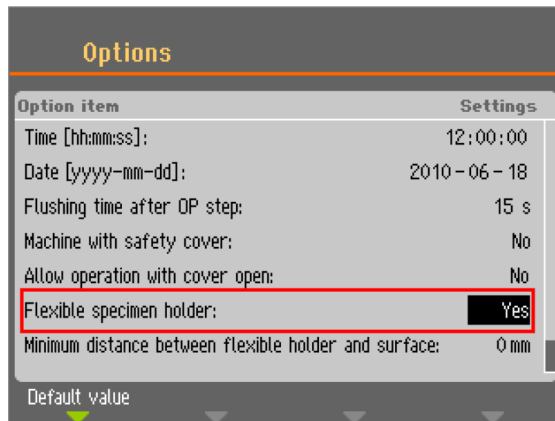 Options
Option item Settings
Time [hh:mm:ss]: 12:00:00
Date [yyyy-mm-dd]: 2010-06-18
Flushing time after OP step: 15 s
Machine with safety cover: No
Allow operation with cover open: No
Flexible specimen holder: Yes
Minimum distance between flexible holder and surface: 0 mm
Default value